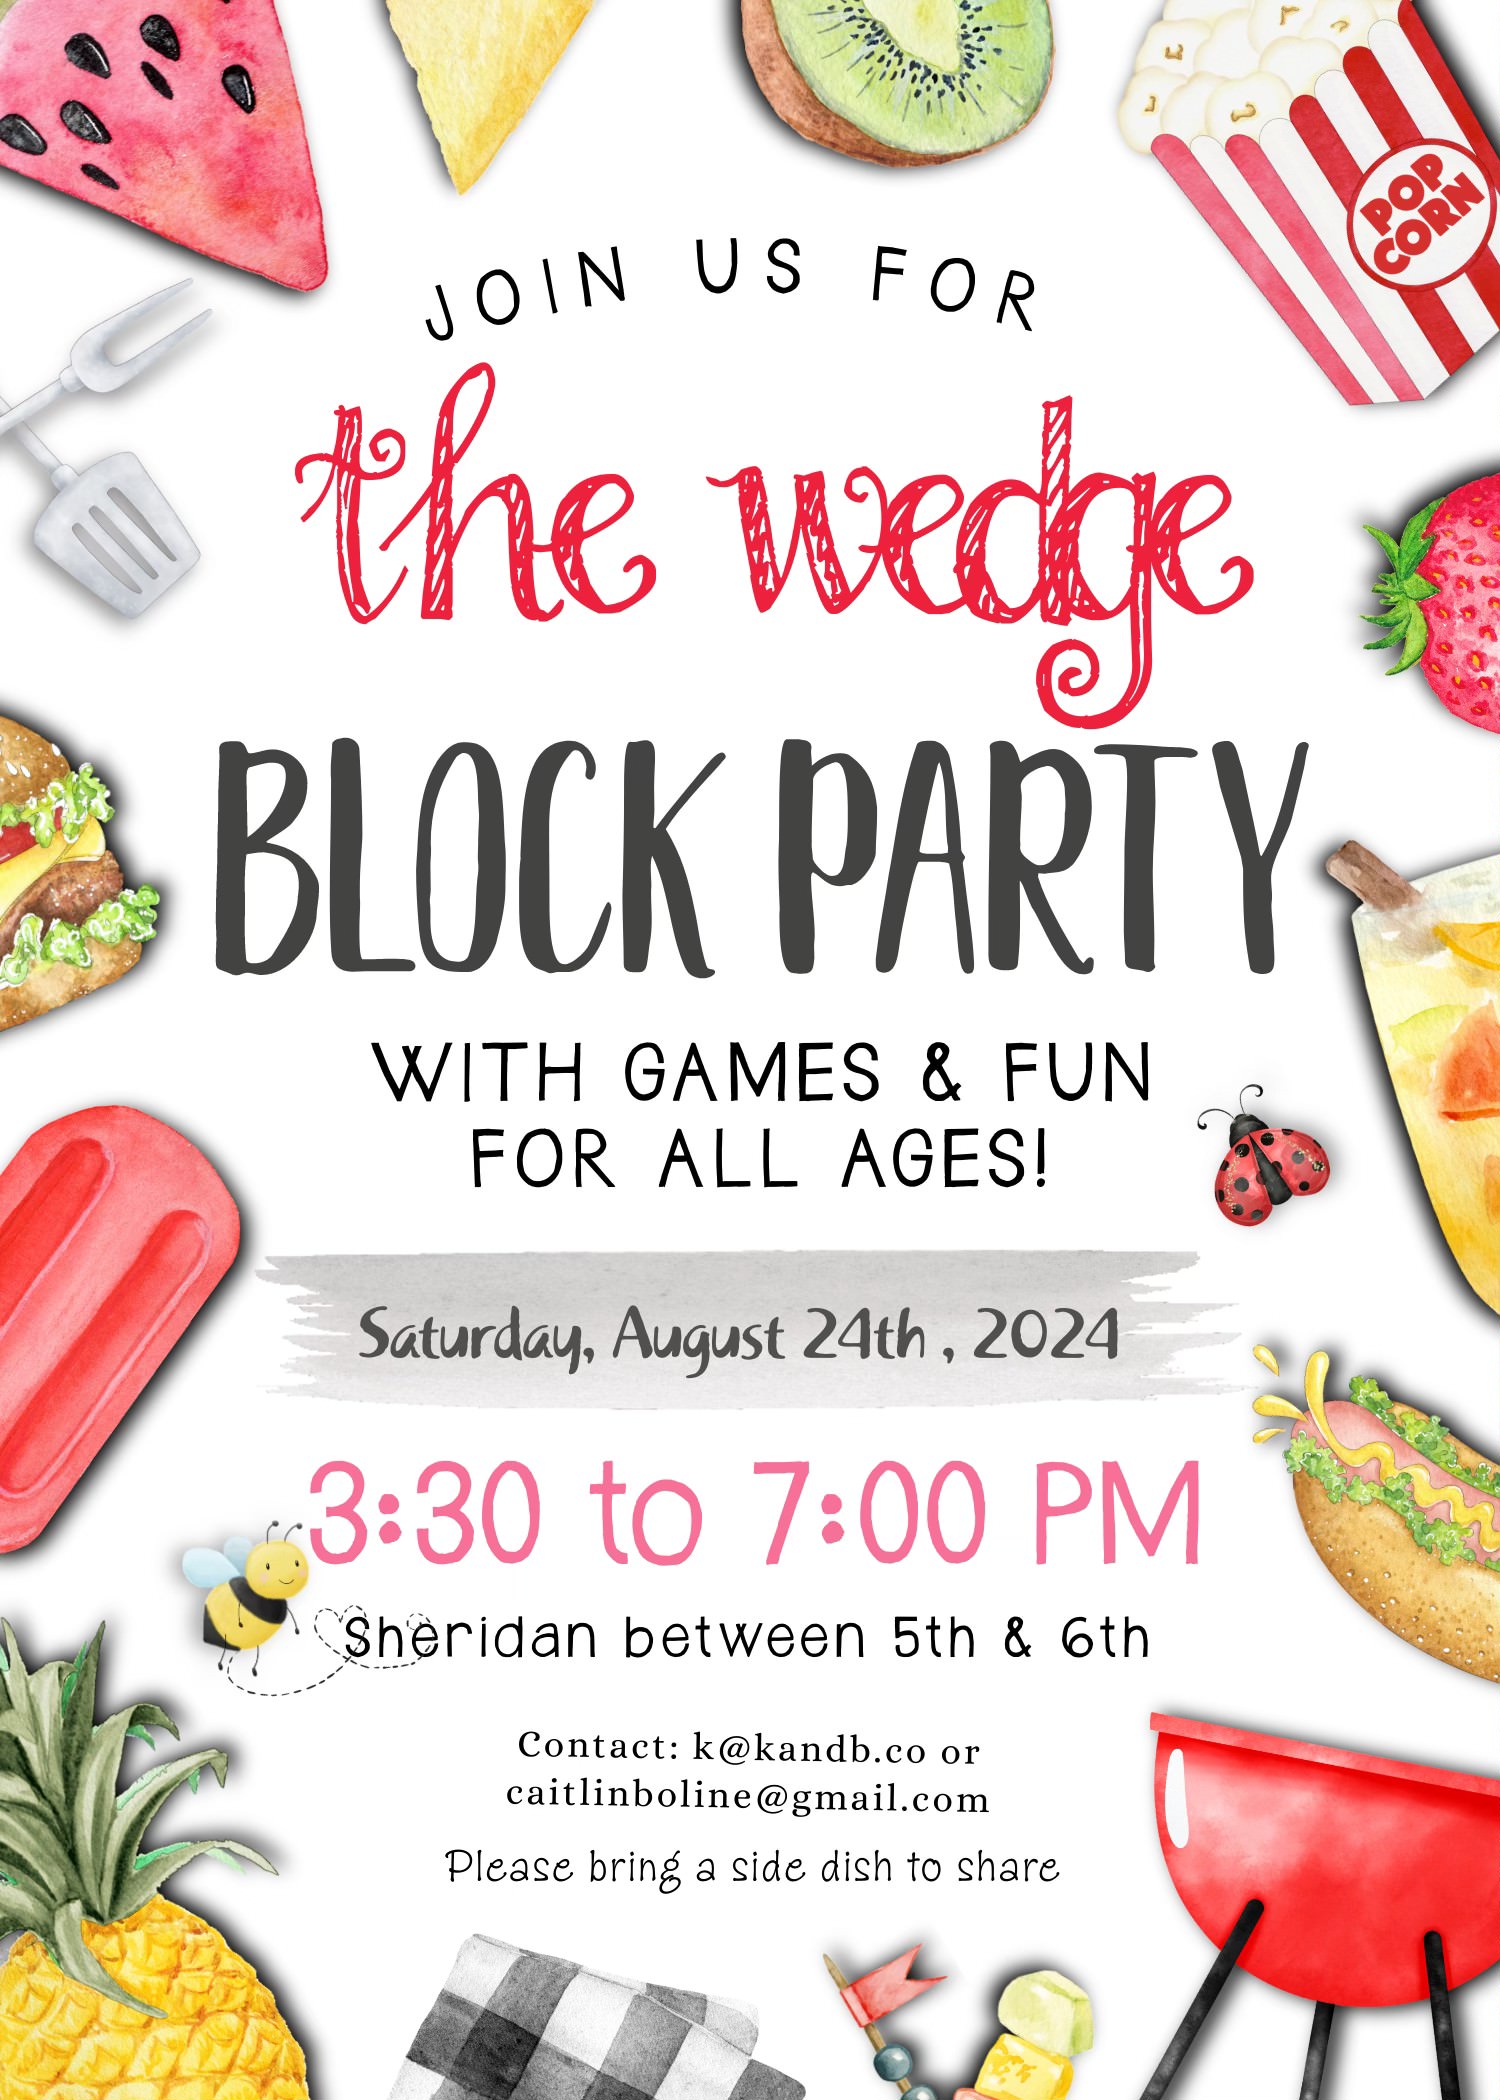 POP
CORN
JOIN US FOR
the wedge
BLOCK PARTY
WITH GAMES & FUN
FOR ALL AGES!
Saturday, August 24th , 2024
3:30 to 7:00 PM
Sheridan between 5th & 6th
Contact: k@kandb.co or
caitlinboline@gmail.com
Please bring a side dish to share